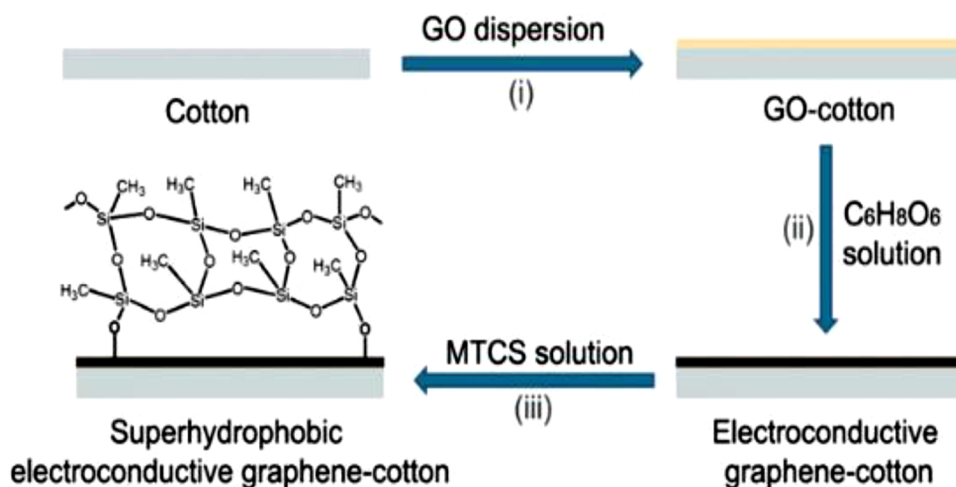 GO dispersion
(i)
Cotton
GO-cotton
C6H8O6
(ii)
solution
MTCS solution
(iii)
Superhydrophobic
electroconductive graphene-cotton
Electroconductive
graphene-cotton
CH3
H3C
H3C
CH3
O
Si
O
Si
O
Si
O
Si
O
O
H3C
O
H3C
O
H3C
O
H3C
Si
O
Si
O
Si
O
Si
O
O